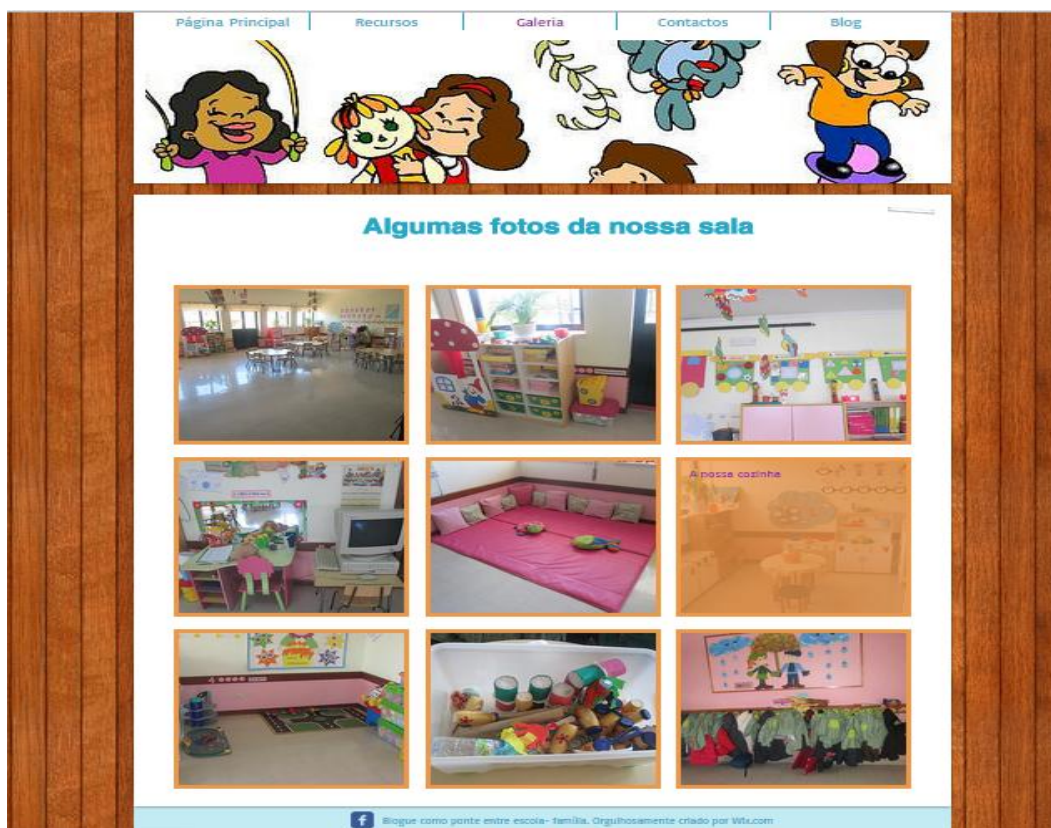 Página Principal
Recursos
Galeria
Contactos
Blog
Algumas fotos da nossa sala
A nossa cozinha
f Blogue como ponte entre escola- família. Orgulhosamente criado por Wix.com